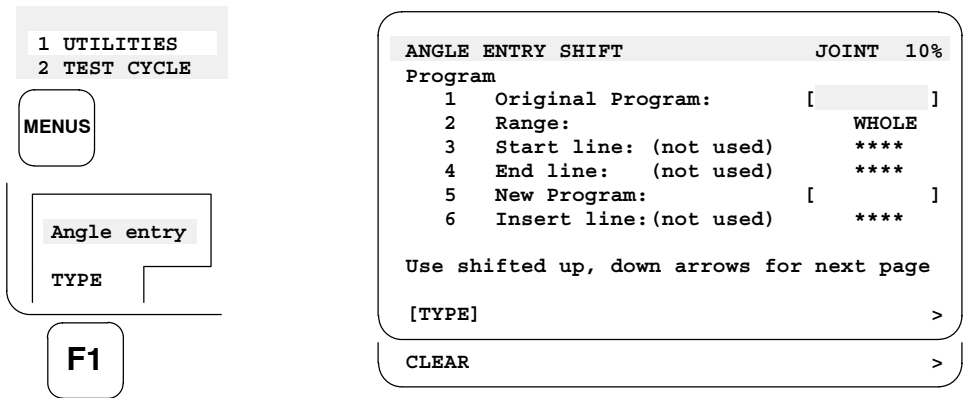 1 UTILITIES
2 TEST CYCLE
MENUS
Angle entry
TYPE
F1
ANGLE ENTRY SHIFT JOINT 10%
Program
1 Original Program: [ ]
2 Range: WHOLE
3 Start line: (not used) ****
4 End line: (not used) ****
5 New Program: [ ]
6 Insert line:(not used) ****
Use shifted up, down arrows for next page
[TYPE] >
CLEAR >